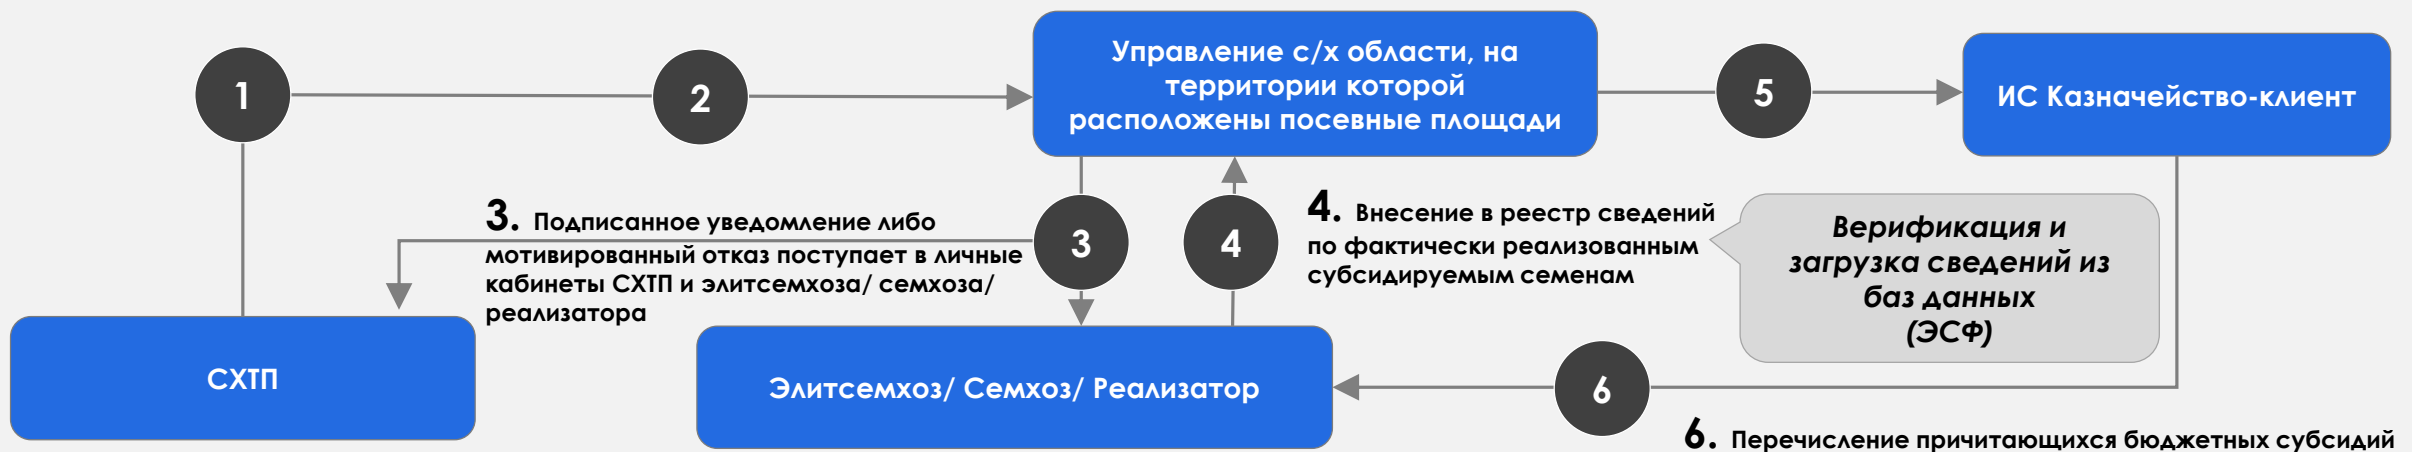 1
2
Управление с/х области, на
территории которой
расположены посевные площади
5
ИС Казначейство-клиент
3. Подписанное уведомление либо
мотивированный отказ поступает в личные
кабинеты СХТП и элитсемхоза/ семхоза/
реализатора
3
4
4. Внесение в реестр сведений
по фактически реализованным
субсидируемым семенам
Верификация и
загрузка сведений из
баз данных
(ЭСФ)
СХТП
Элитсемхоз/ Семхоз/ Реализатор
6
6. Перечисление причитающихся бюджетных субсидий